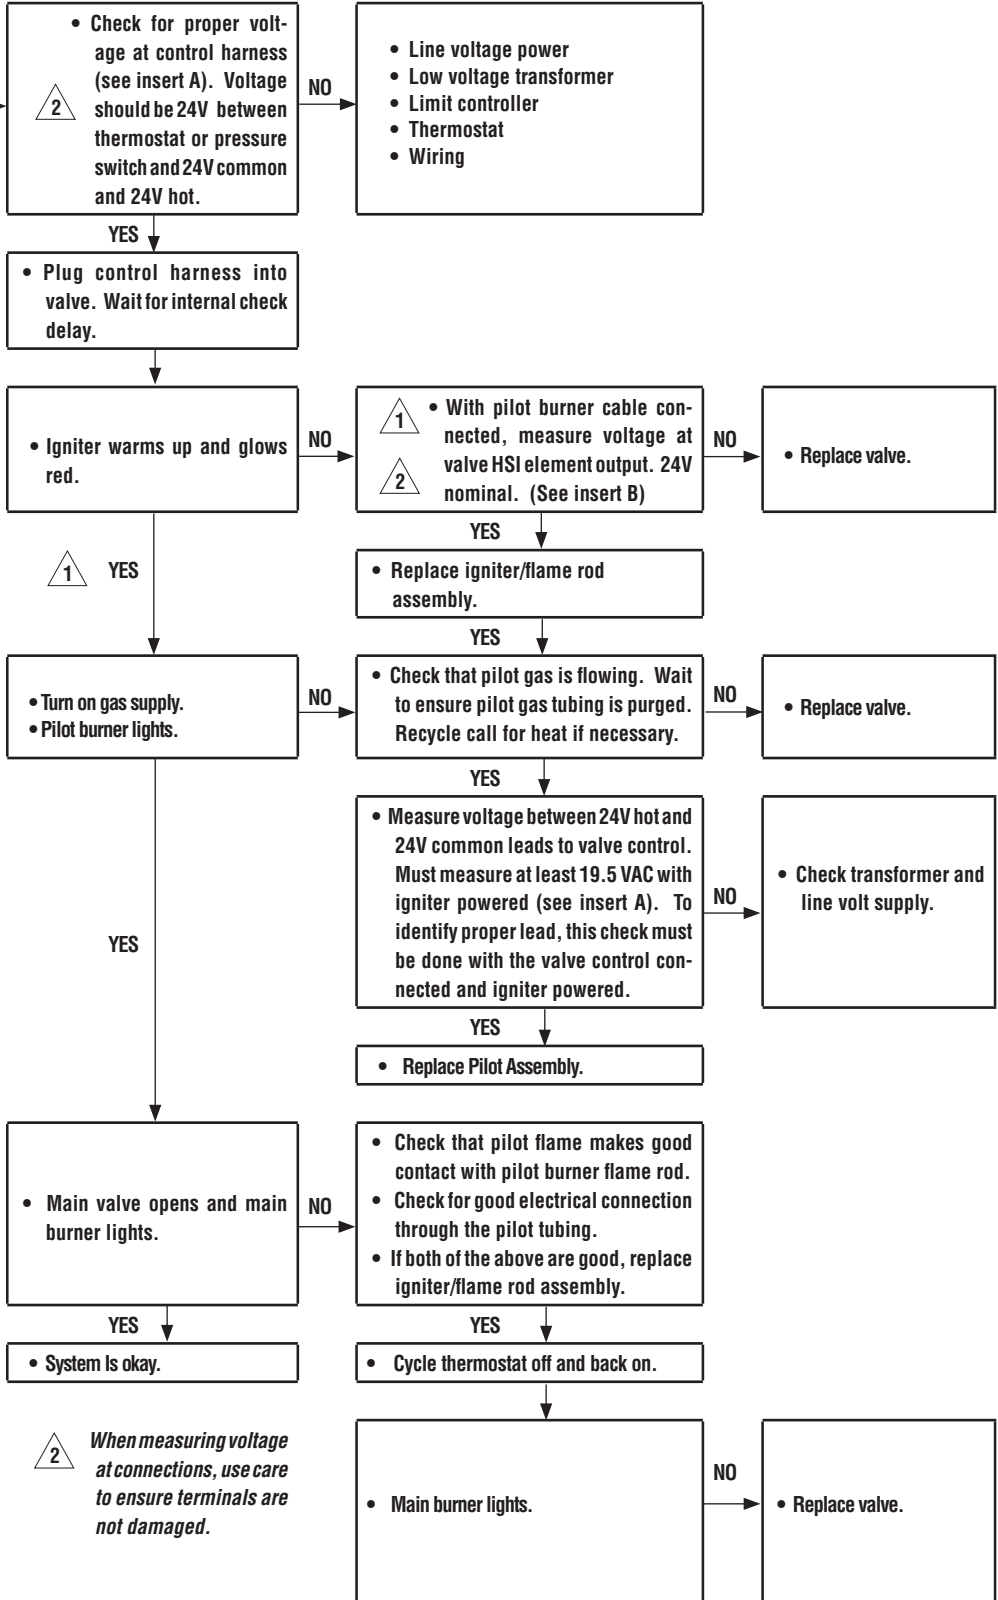 • Check for proper volt-
age at control harness
(see insert A). Voltage
should be 24V between
thermostat or pressure
switch and 24V common
and 24V hot.
2
NO
• Line voltage power
• Low voltage transformer
• Limit controller
• Thermostat
• Wiring
YES
• Plug control harness into
valve. Wait for internal check
delay.
• Igniter warms up and glows
red.
NO
1
2
• With pilot burner cable con-
nected, measure voltage at
valve HSI element output. 24V
nominal. (See insert B)
NO
• Replace valve.
YES
1
YES
• Replace igniter/flame rod
assembly.
YES
• Turn on gas supply.
• Pilot burner lights.
NO
• Check that pilot gas is flowing. Wait
to ensure pilot gas tubing is purged.
Recycle call for heat if necessary.
NO
• Replace valve.
YES
• Measure voltage between 24V hot and
24V common leads to valve control.
Must measure at least 19.5 VAC with
igniter powered (see insert A). To
identify proper lead, this check must
be done with the valve control con-
nected and igniter powered.
NO
• Check transformer and
line volt supply.
YES
YES
• Replace Pilot Assembly.
• Main valve opens and main
burner lights.
NO
• Check that pilot flame makes good
contact with pilot burner flame rod.
• Check for good electrical connection
through the pilot tubing.
• If both of the above are good, replace
igniter/flame rod assembly.
YES
YES
• System Is okay.
• Cycle thermostat off and back on.
2
When measuring voltage
at connections, use care
to ensure terminals are
not damaged.
• Main burner lights.
NO
• Replace valve.